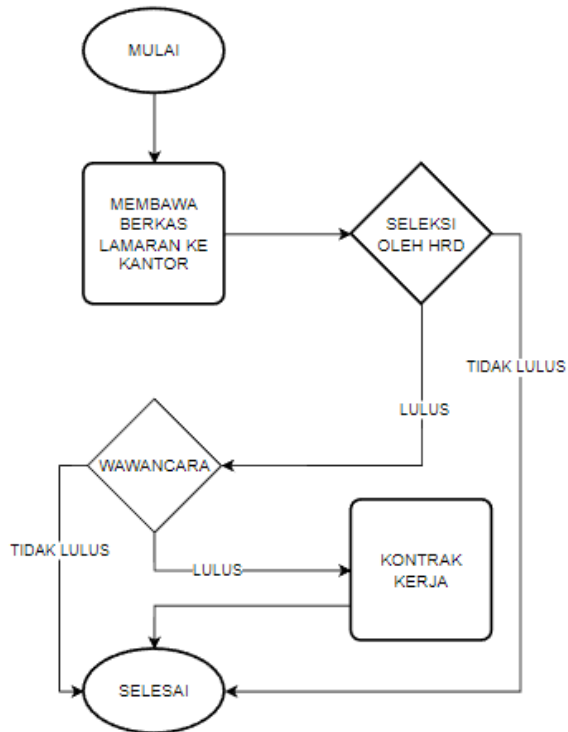 MULAI
MEMBAWA
BERKAS
LAMARAN KE
KANTOR
SELEKSI
OLEH HRD
TIDAK LULUS
LULUS
WAWANCARA
TIDAK LULUS
LULUS
KONTRAK
KERJA
SELESAI